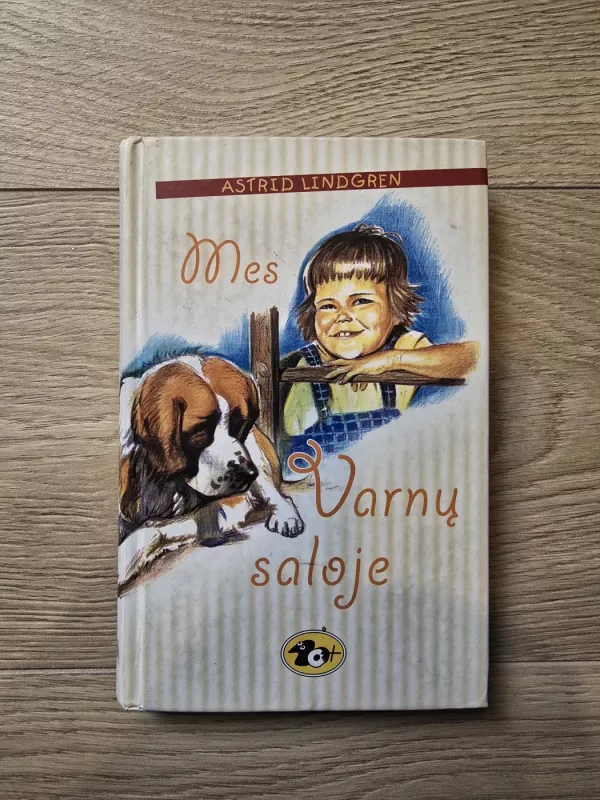 ASTRID LINDGREN
Mes
Varnų
saloje